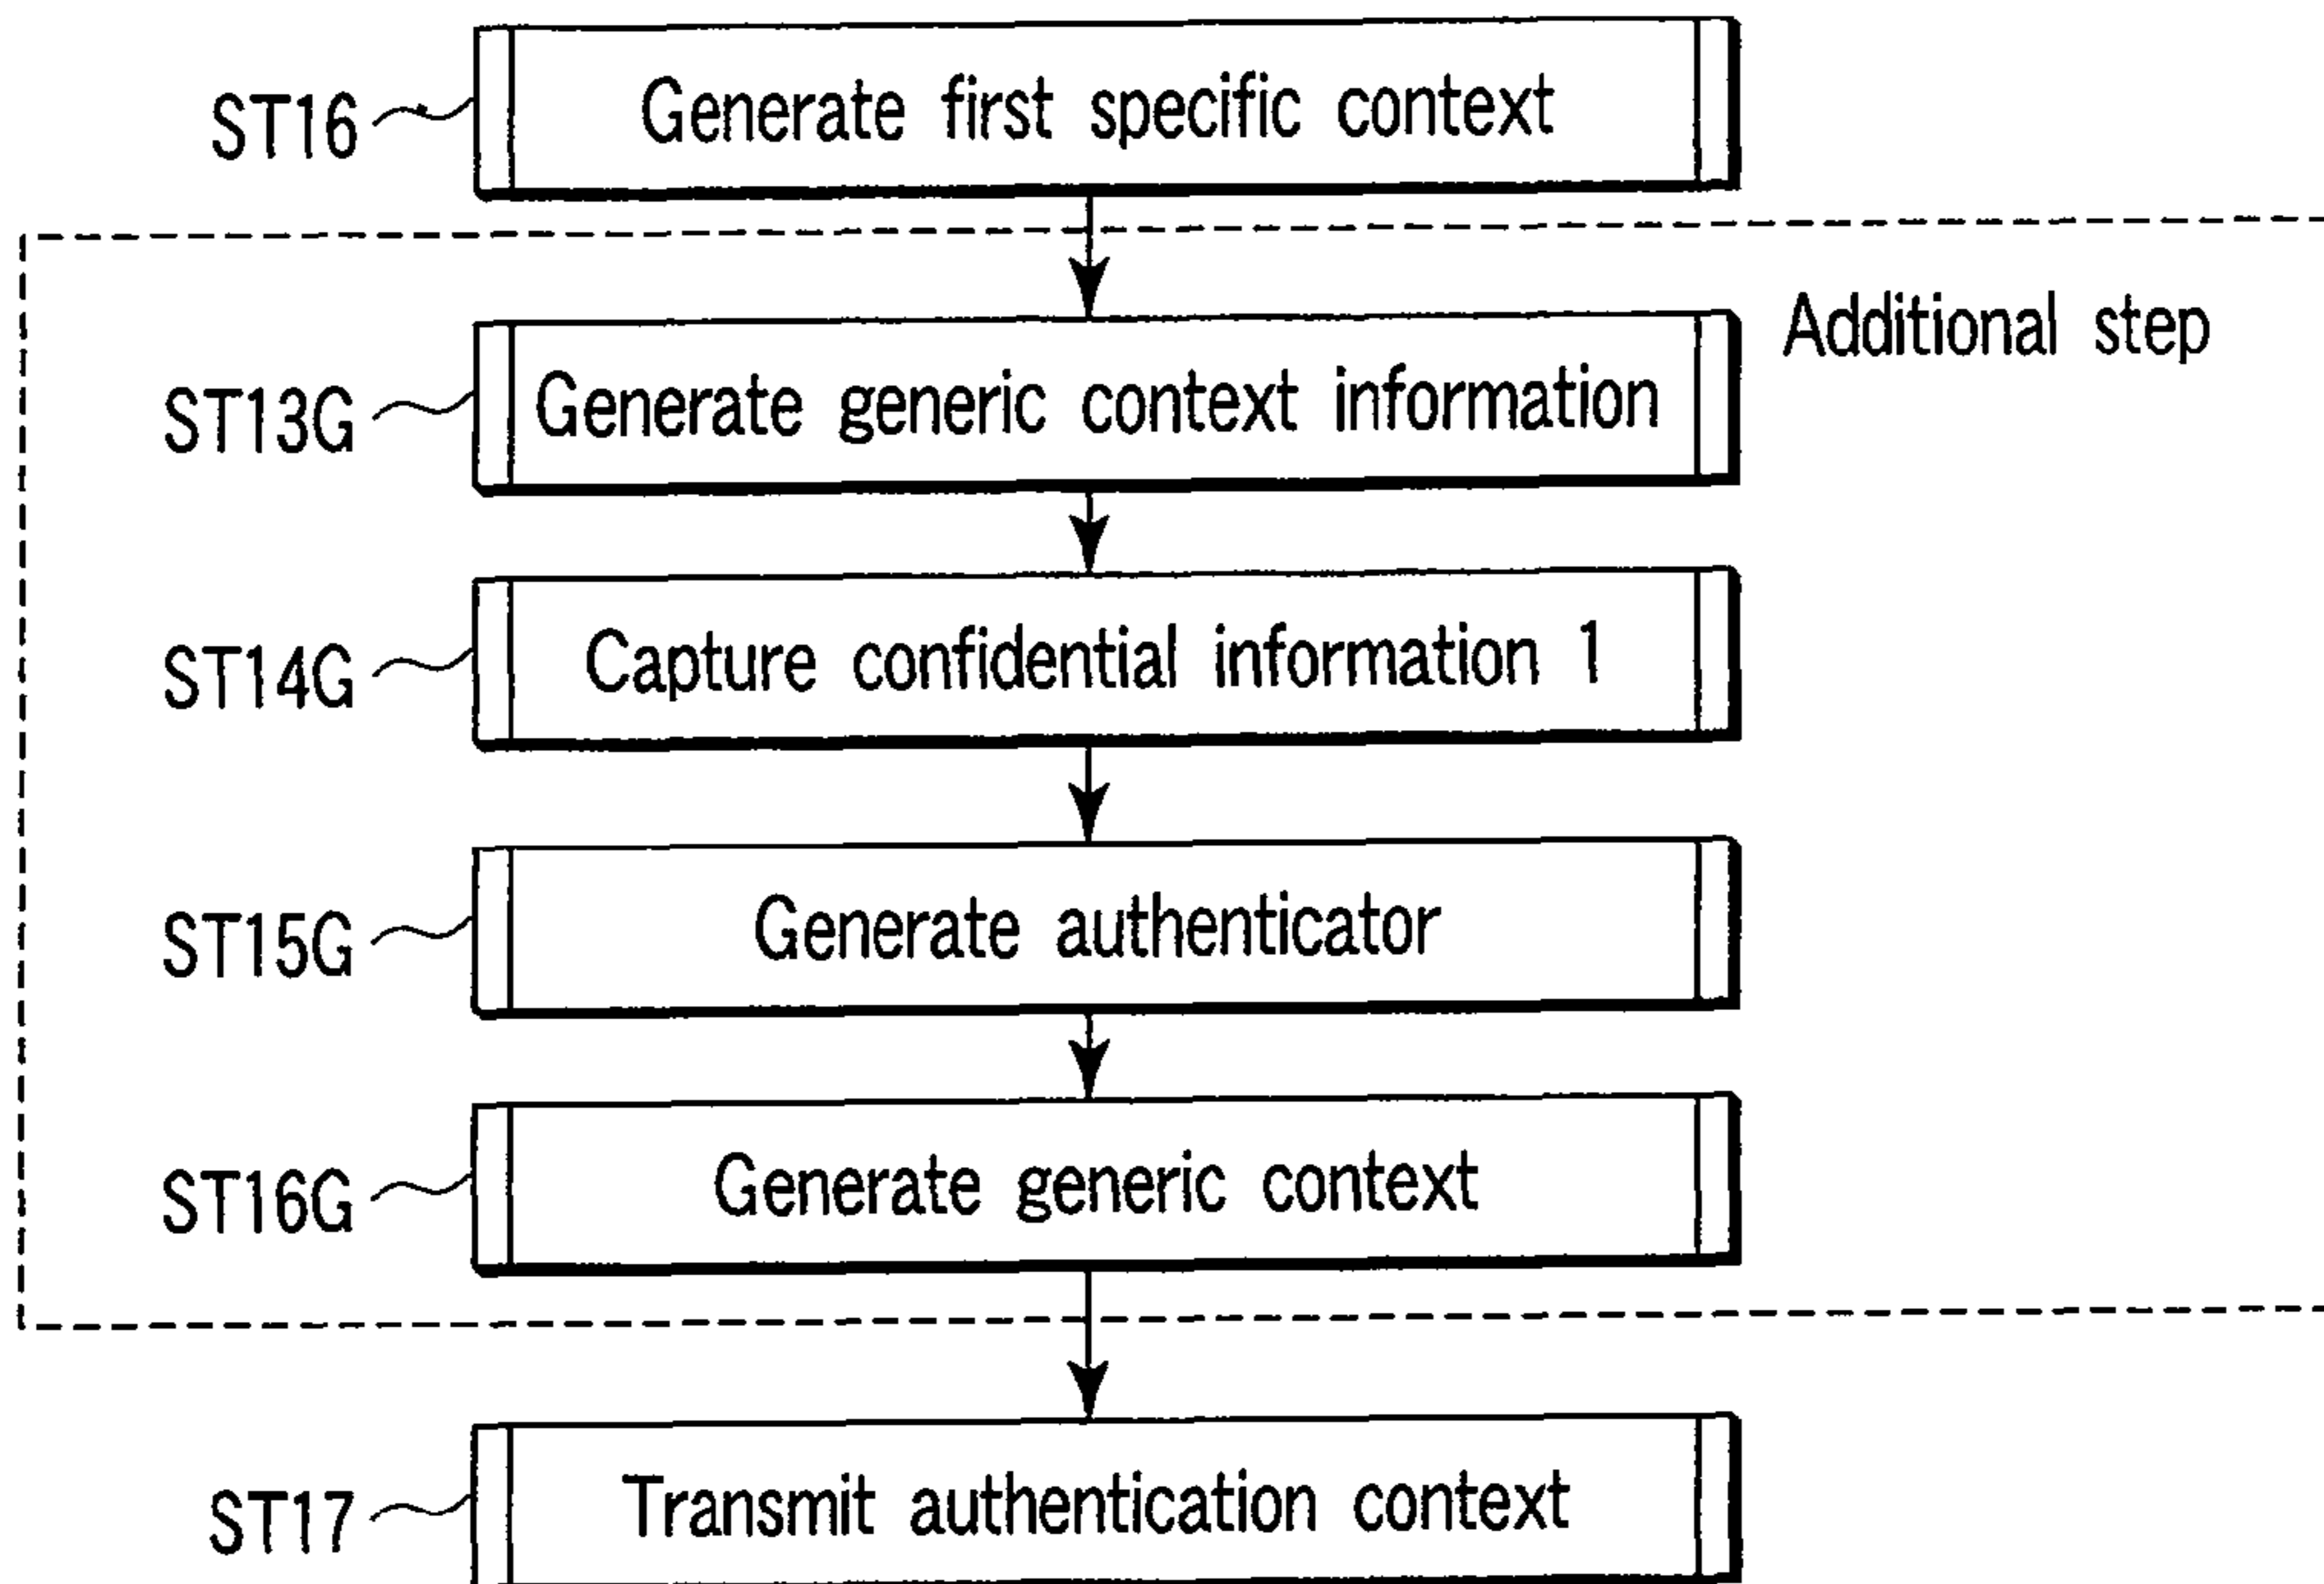 ST16
Generate first specific context
Additional step
ST13G
Generate generic context information
ST14G
Capture confidential information 1
ST15G
Generate authenticator
ST16G
Generate generic context
ST17
Transmit authentication context